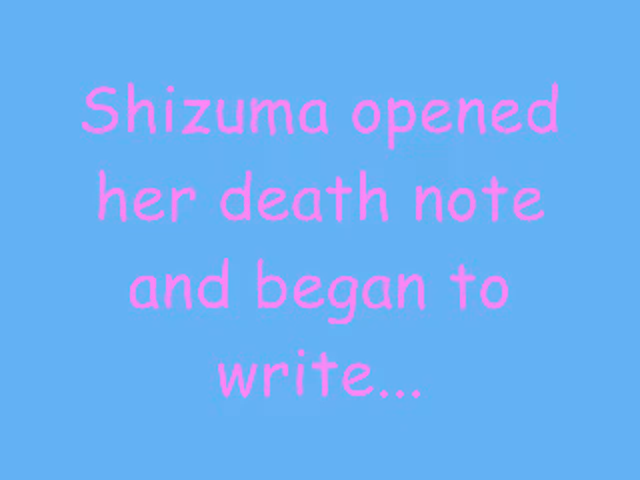 Shizuma opened
her death note
and began to
write...